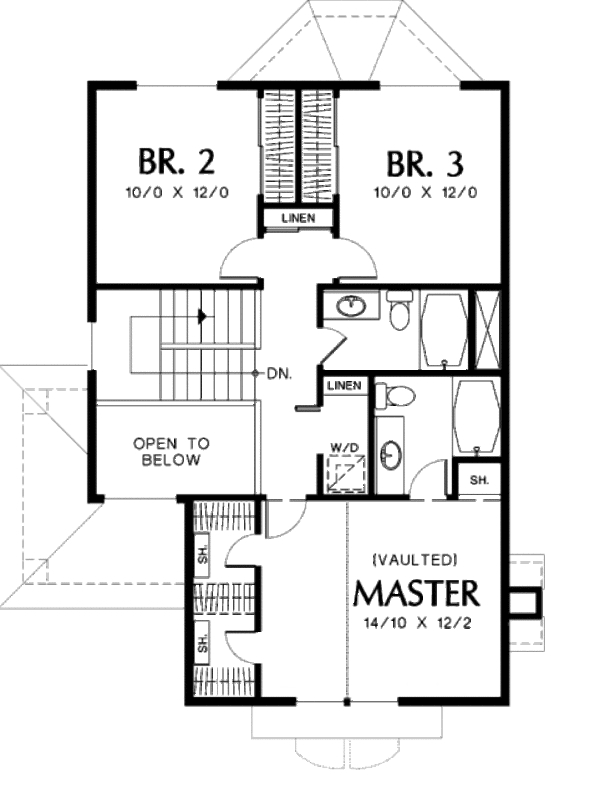 BR. 2
10/0 X 12/0
BR. 3
10/0 X 12/0
LINEN
DN.
LINEN
OPEN TO
BELOW
W/D
SH.
SH.
(VAULTED)
MASTER
14/10 X 12/2
SH.